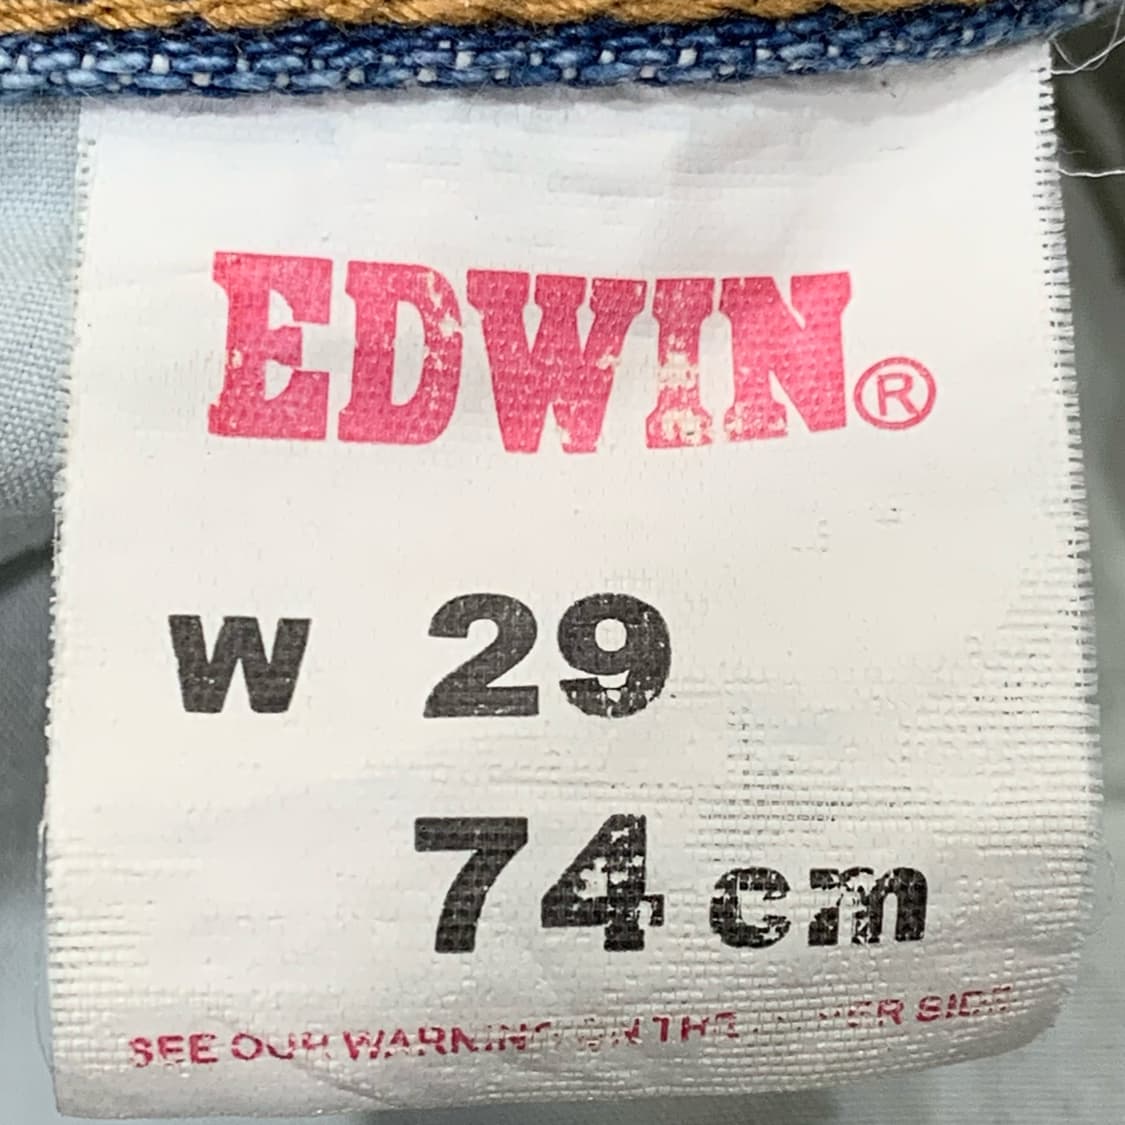 EDWIN®
W 29
74 cm
SEE OUR WARNING ON THE OTHER SIDE